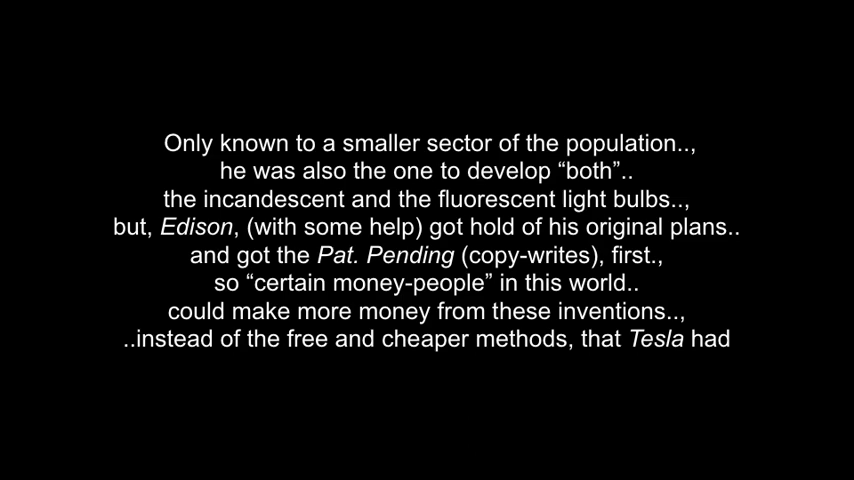 Only known to a smaller sector of the population..,
he was also the one to develop “both”..
the incandescent and the fluorescent light bulbs..,
but, Edison, (with some help) got hold of his original plans..
and got the Pat. Pending (copy-writes), first.,
so “certain money-people” in this world..
could make more money from these inventions..,
..instead of the free and cheaper methods, that Tesla had